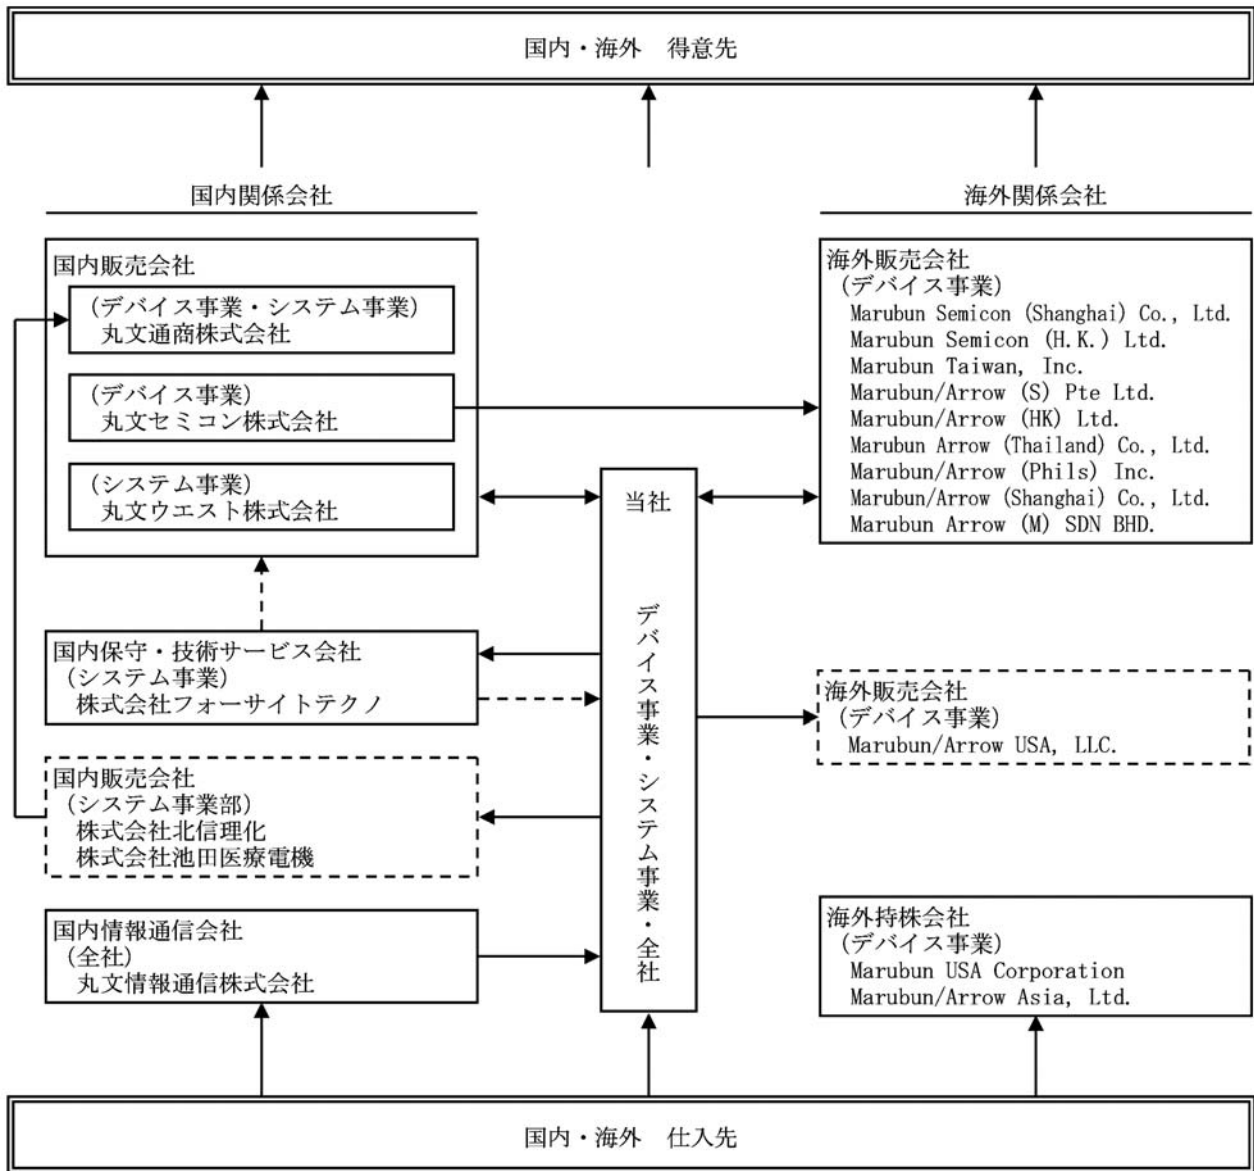 国内・海外　得意先
国内関係会社
海外関係会社
国内販売会社
(デバイス事業・システム事業)
丸文通商株式会社
(デバイス事業)
丸文セミコン株式会社
(システム事業)
丸文ウエスト株式会社
国内保守・技術サービス会社
(システム事業)
株式会社フォーサイトテクノ
国内販売会社
(システム事業部)
株式会社北信理化
株式会社池田医療電機
国内情報通信会社
(全社)
丸文情報通信株式会社
当社
デバイス事業・システム事業・全社
海外販売会社
(デバイス事業)
Marubun Semicon (Shanghai) Co., Ltd.
Marubun Semicon (H.K.) Ltd.
Marubun Taiwan, Inc.
Marubun/Arrow (S) Pte Ltd.
Marubun/Arrow (HK) Ltd.
Marubun Arrow (Thailand) Co., Ltd.
Marubun/Arrow (Phils) Inc.
Marubun/Arrow (Shanghai) Co., Ltd.
Marubun Arrow (M) SDN BHD.
海外販売会社
(デバイス事業)
Marubun/Arrow USA, LLC.
海外持株会社
(デバイス事業)
Marubun USA Corporation
Marubun/Arrow Asia, Ltd.
国内・海外　仕入先